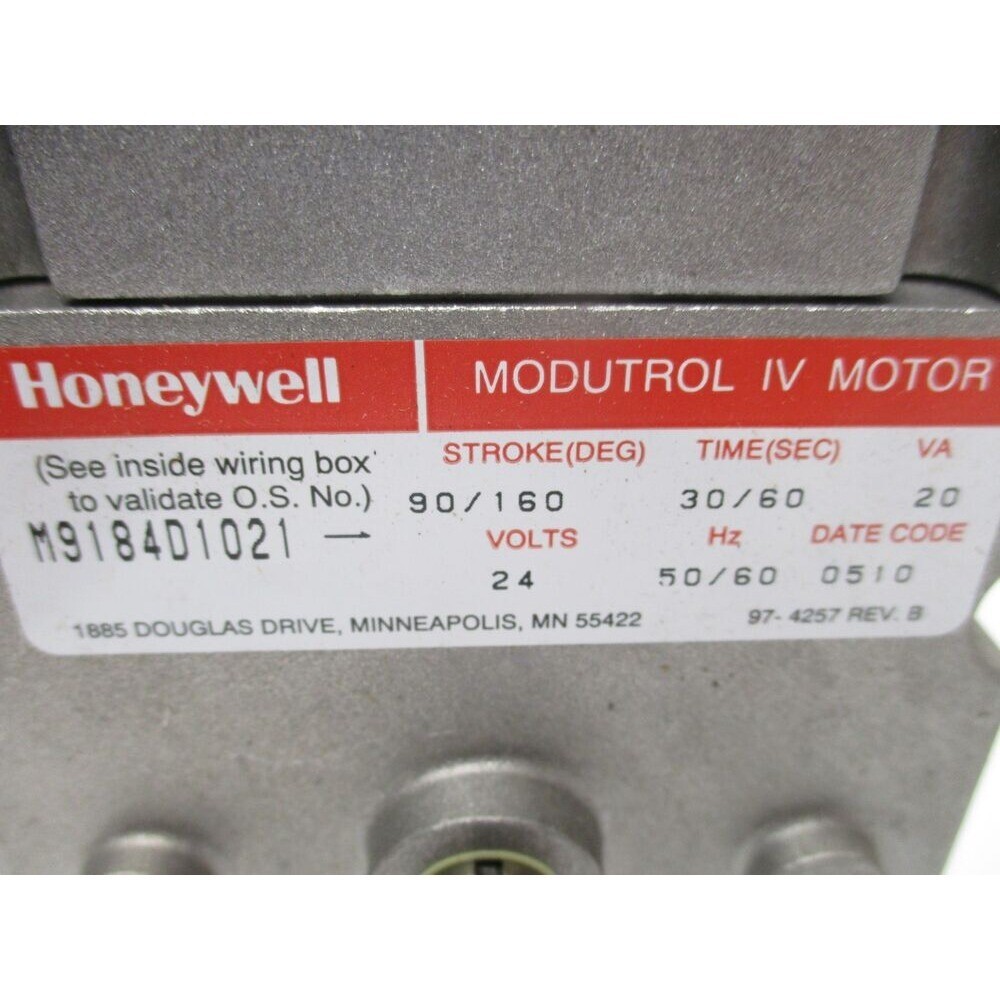 Honeywell MODUTROL IV MOTOR
(See inside wiring box STROKE(DEG) TIME(SEC) VA
to validate O.S. No.) 90/160 30/60 20
M9184D1021 → VOLTS Hz DATE CODE
24 50/60 0510
1885 DOUGLAS DRIVE, MINNEAPOLIS, MN 55422 97-4257 REV. B